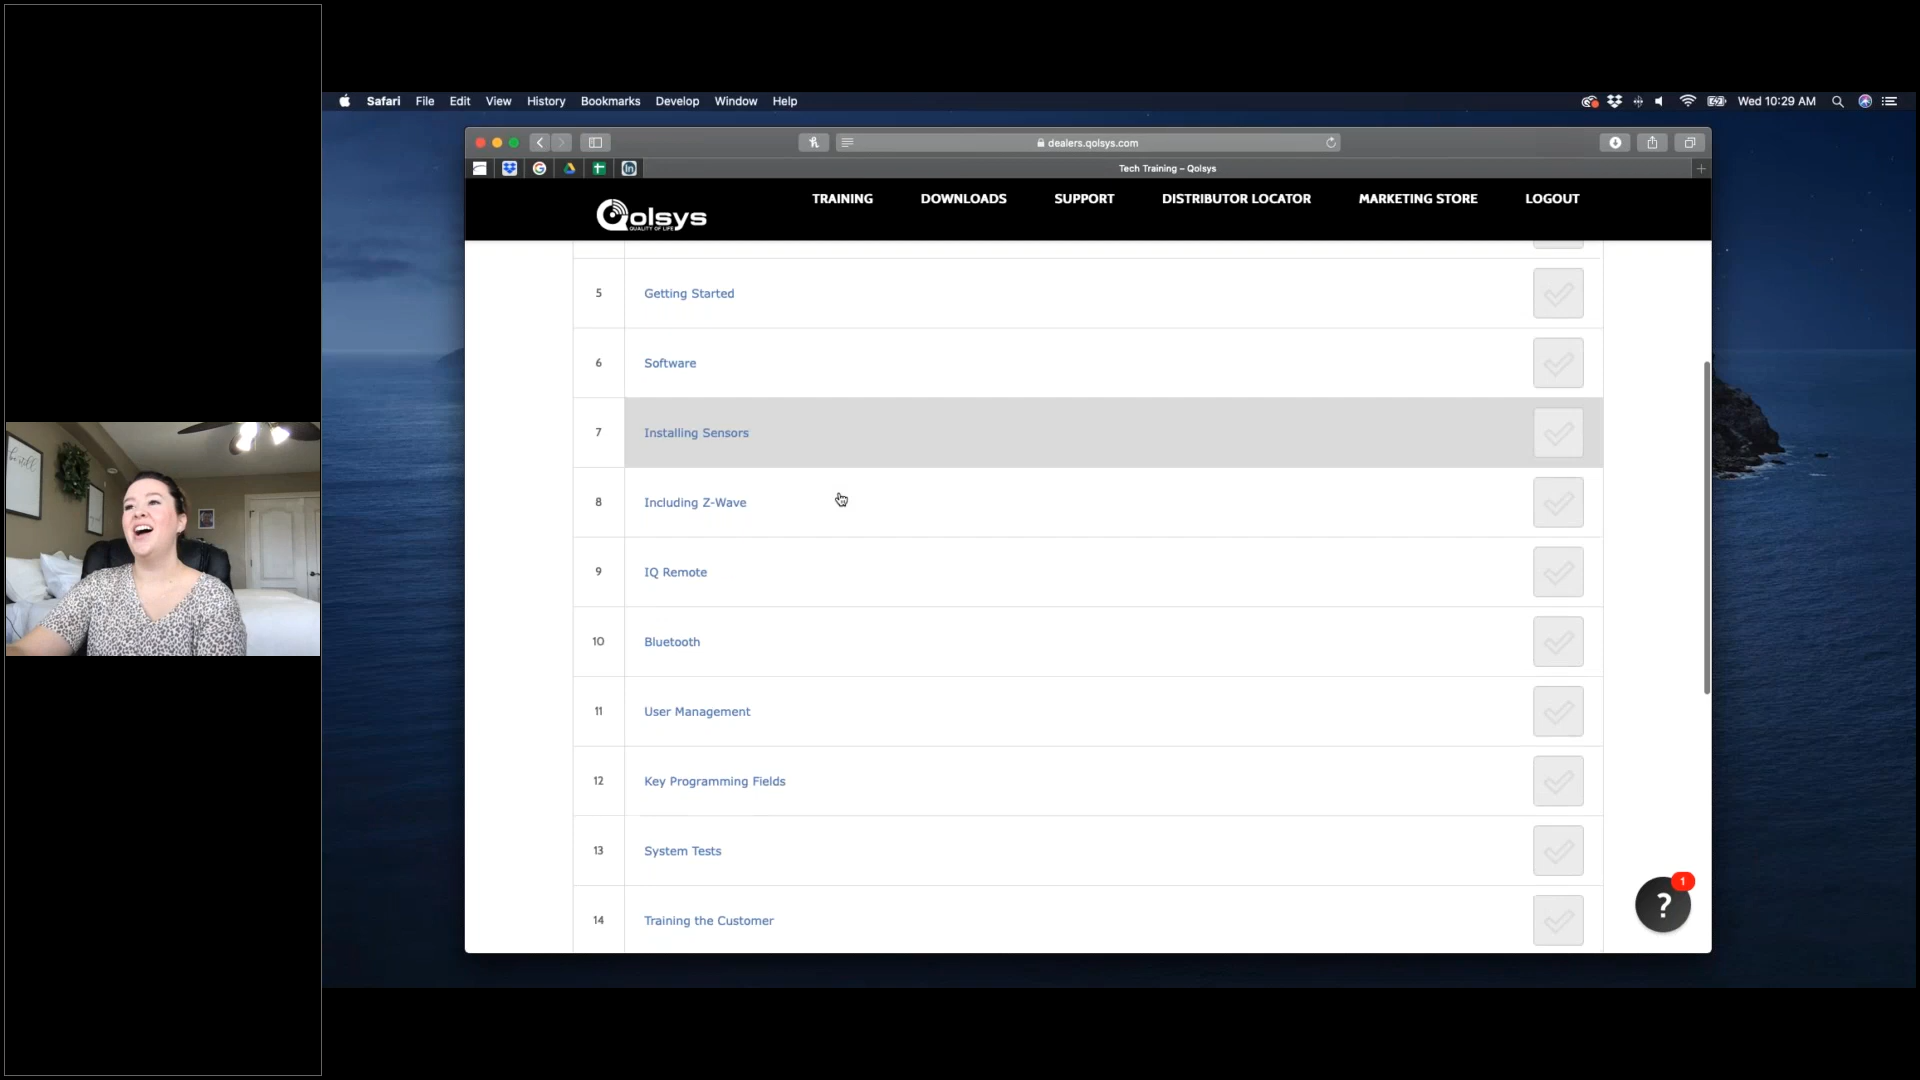 Safari File Edit View History Bookmarks Develop Window Help Wed 10:29 AM
dealers.qolsys.com
Tech Training – Qolsys
Qolsys
QUALITY OF LIFE
TRAINING DOWNLOADS SUPPORT DISTRIBUTOR LOCATOR MARKETING STORE LOGOUT
5 Getting Started
6 Software
7 Installing Sensors
8 Including Z-Wave
9 IQ Remote
10 Bluetooth
11 User Management
12 Key Programming Fields
13 System Tests
14 Training the Customer
1
?